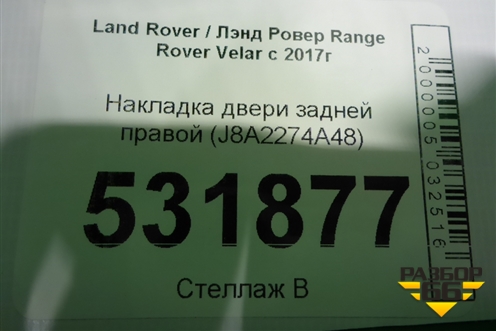 Land Rover / Лэнд Ровер Range
Rover Velar с 2017г
Накладка двери задней
правой (J8A2274A48)
531877
Стеллаж В
2000005032516
РАЗБОР
66